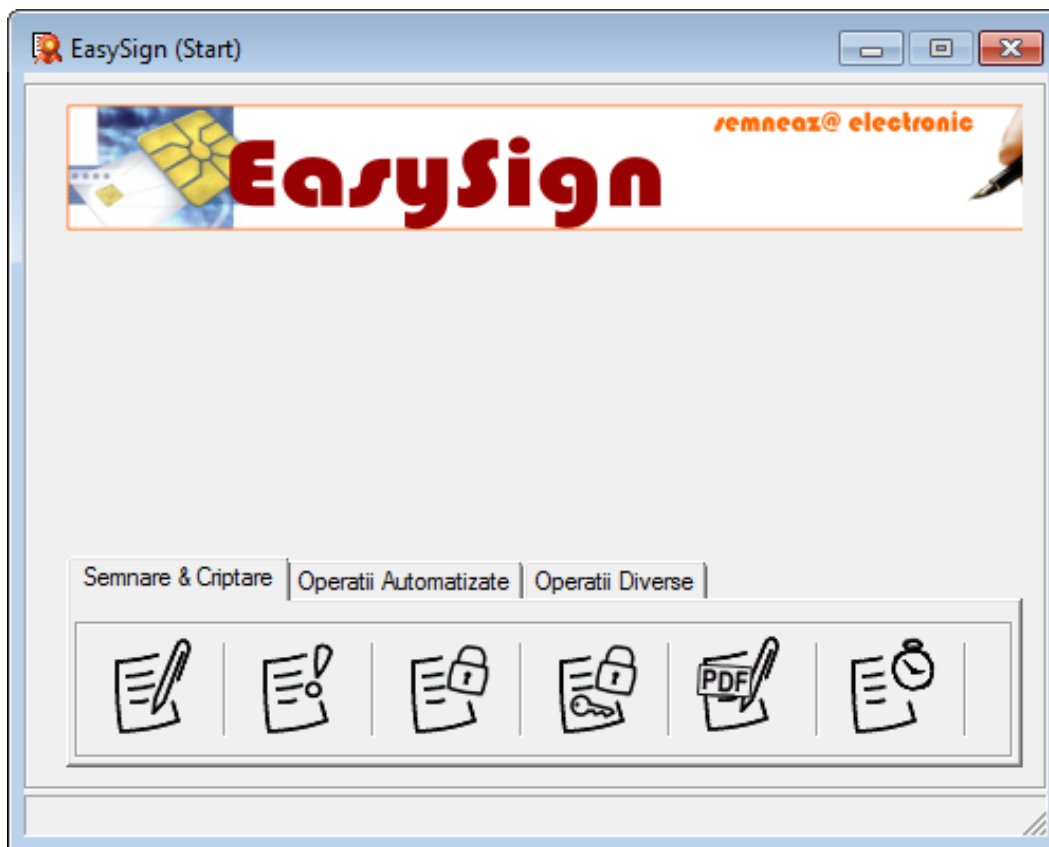 EasySign (Start)
semneaz@ electronic
EasySign
Semnare & Criptare
Operatii Automatizate
Operatii Diverse
PDF